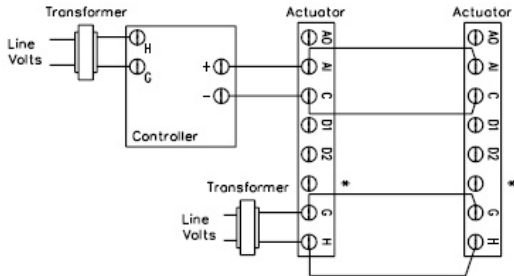 Transformer
Actuator
Actuator
Line
Volts
H
G
+
−
Controller
AO
AI
C
D1
D2
*
G
H
AO
AI
C
D1
D2
*
G
H
Transformer
Line
Volts